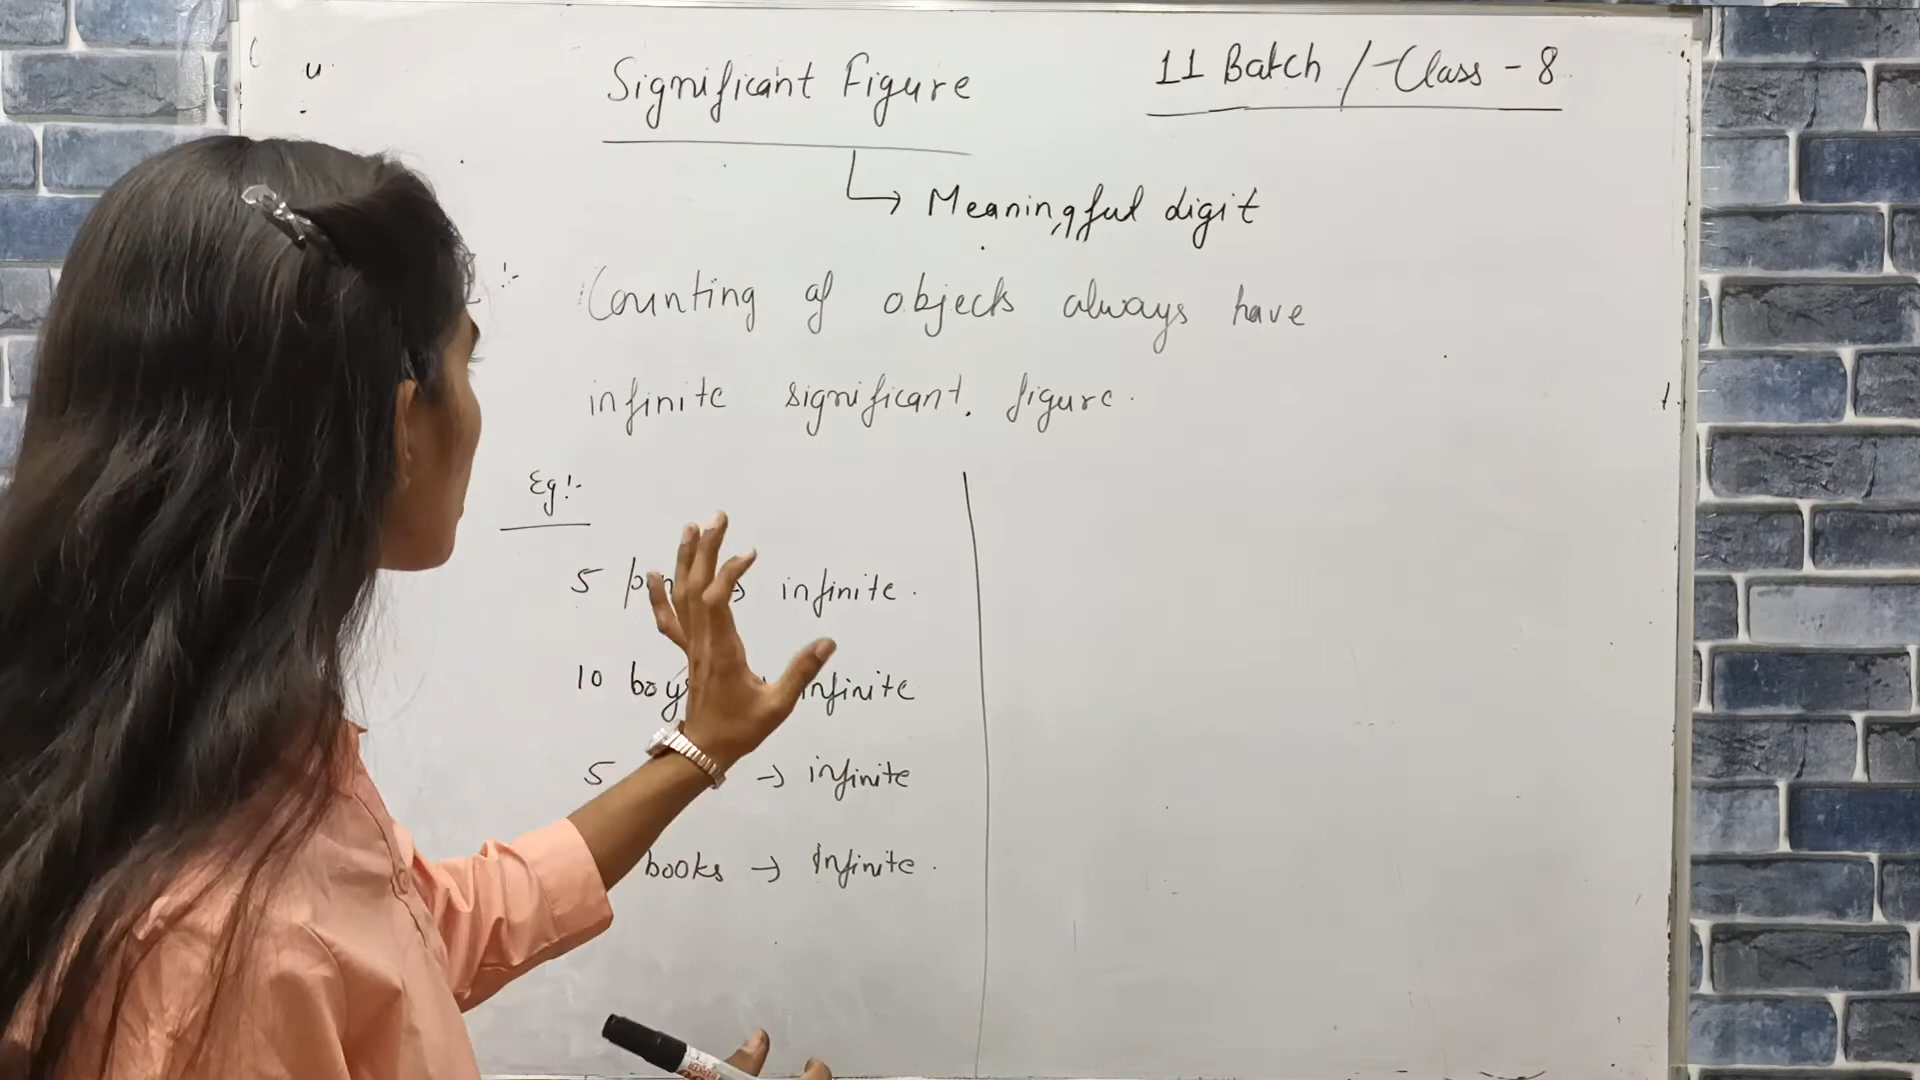 Significant Figure
11 Batch / Class - 8
↳ Meaningful digit
Counting of objects always have
infinite significant. figure.
Eg:-
5 → infinite.
10 boys infinite
5 → infinite
books → Infinite.